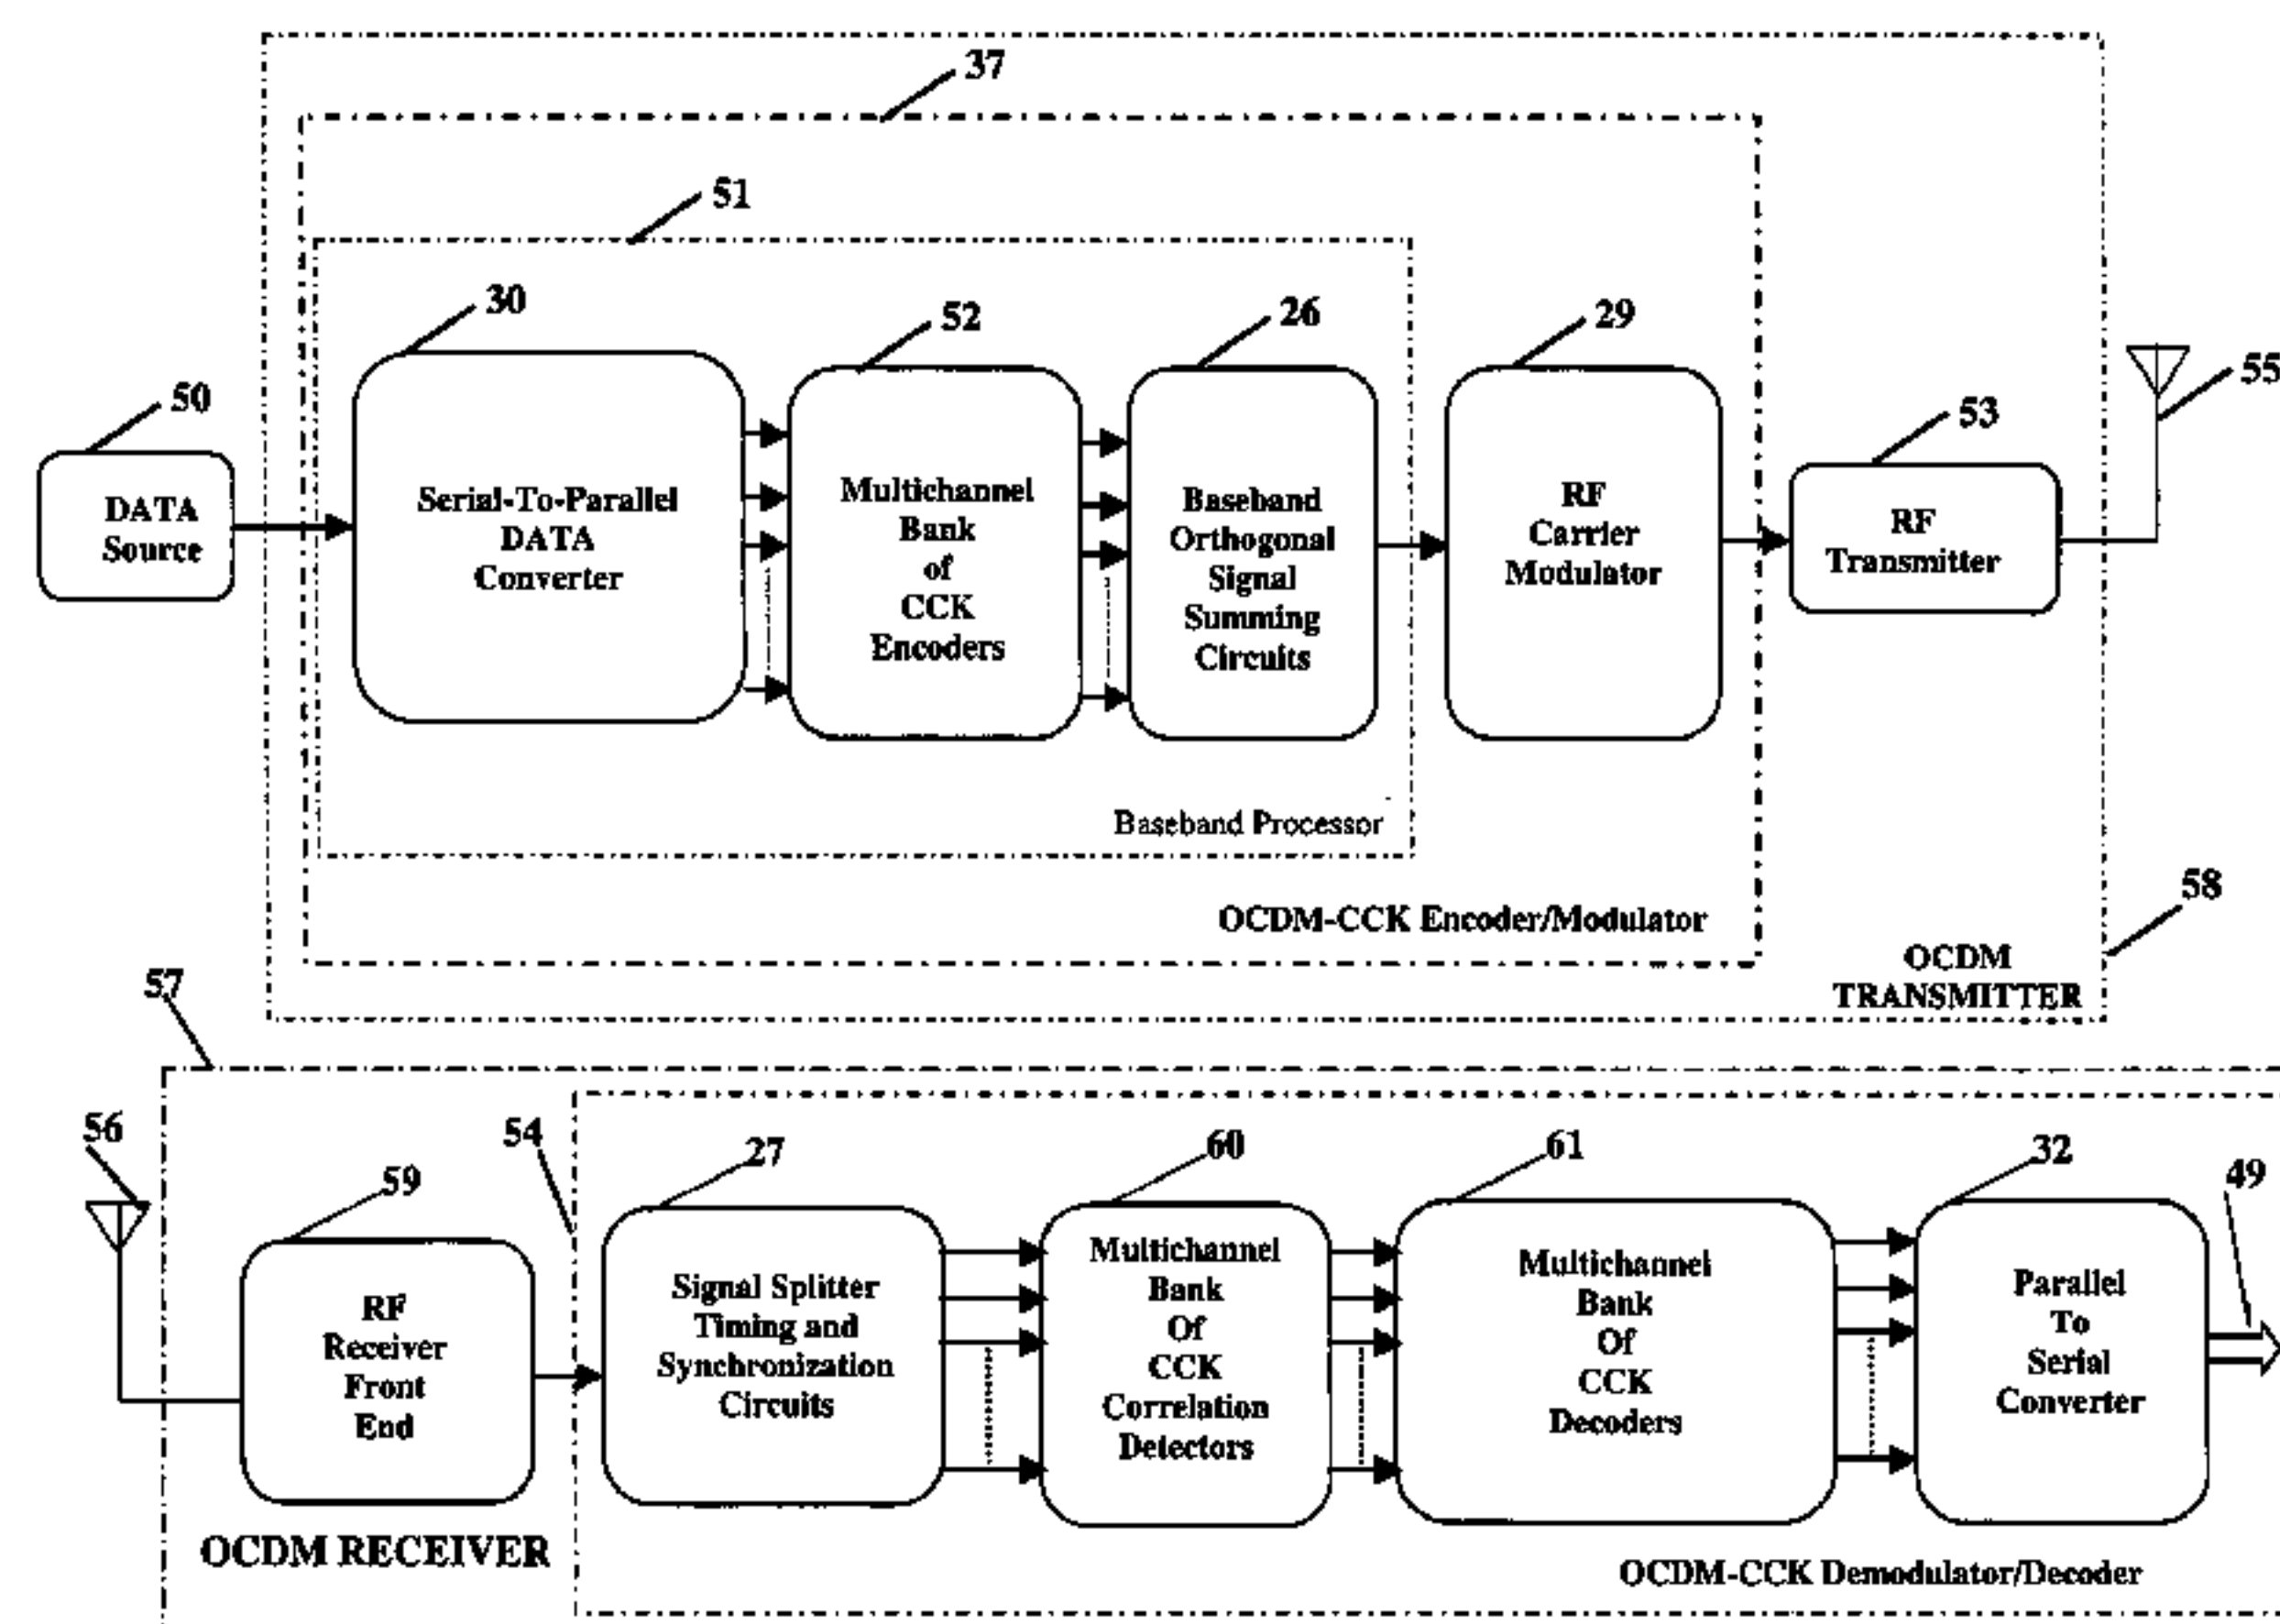 37
51
30
52
26
29
50
53
55
DATA
Source
Serial-To-Parallel
DATA
Converter
Multichannel
Bank
of
CCK
Encoders
Baseband
Orthogonal
Signal
Summing
Circuits
RF
Carrier
Modulator
RF
Transmitter
Baseband Processor
OCDM-CCK Encoder/Modulator
58
OCDM
TRANSMITTER
57
56
59
54
27
60
61
32
49
RF
Receiver
Front
End
Signal Splitter
Timing and
Synchronization
Circuits
Multichannel
Bank
Of
CCK
Correlation
Detectors
Multichannel
Bank
Of
CCK
Decoders
Parallel
To
Serial
Converter
OCDM RECEIVER
OCDM-CCK Demodulator/Decoder